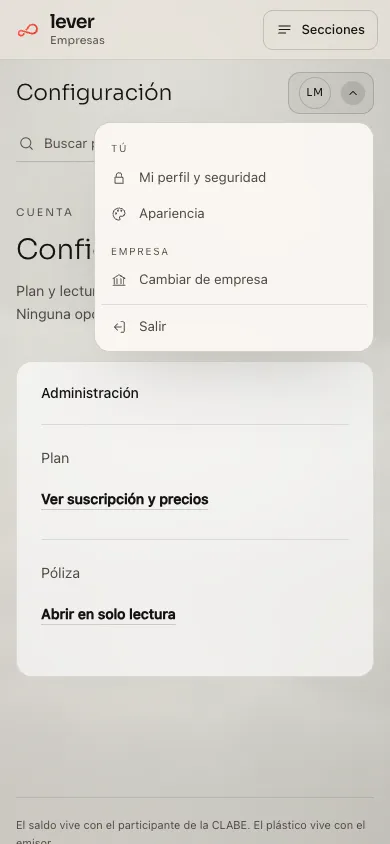 lever
Empresas
Secciones
Configuración
LM
Buscar
TÚ
Mi perfil y seguridad
Apariencia
EMPRESA
Cambiar de empresa
Salir
CUENTA
Confi
Plan y lectur
Ninguna opc
Administración
Plan
Ver suscripción y precios
Póliza
Abrir en solo lectura
El saldo vive con el participante de la CLABE. El plástico vive con el
emisor